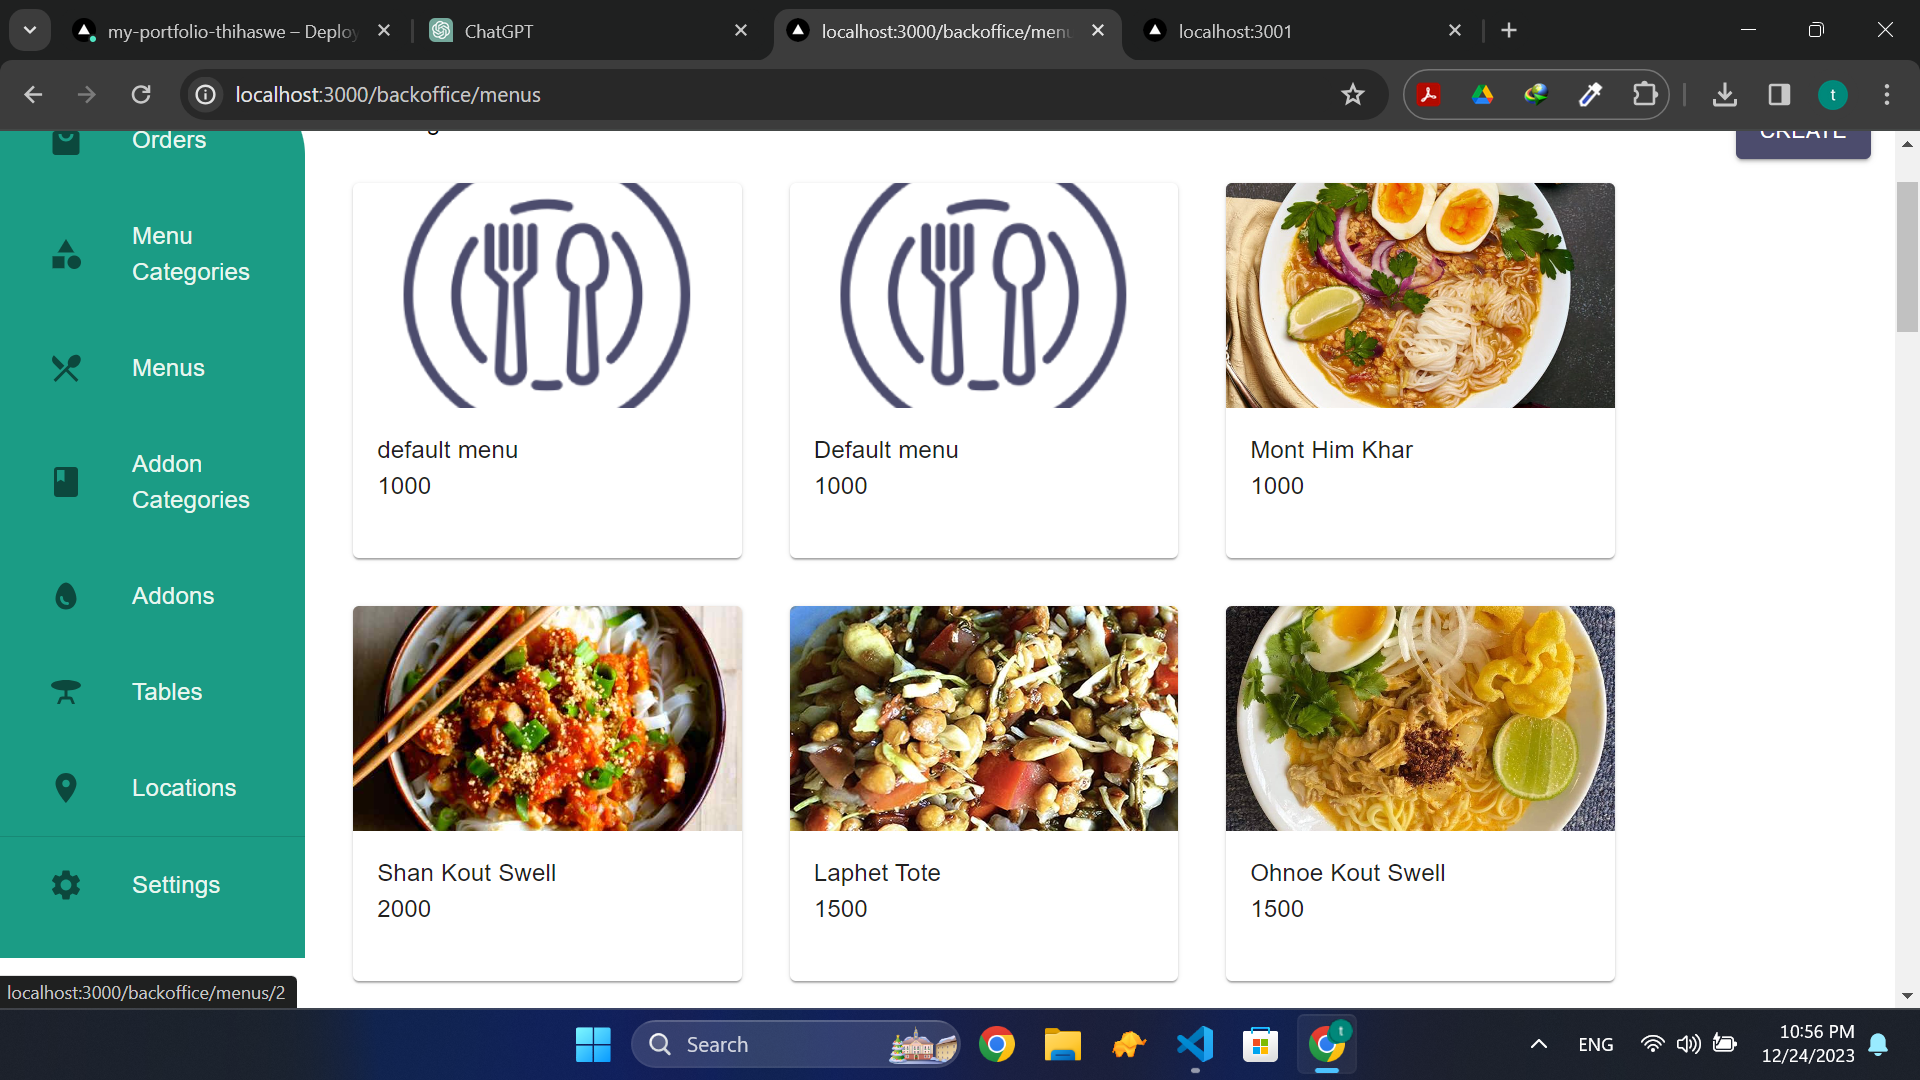 my-portfolio-thihaswe – Deploy
ChatGPT
localhost:3000/backoffice/menu
localhost:3001
localhost:3000/backoffice/menus
t
CREATE
Orders
Menu
Categories
Menus
Addon
Categories
Addons
Tables
Locations
Settings
default menu
1000
Default menu
1000
Mont Him Khar
1000
Shan Kout Swell
2000
Laphet Tote
1500
Ohnoe Kout Swell
1500
localhost:3000/backoffice/menus/2
Search
t
ENG
10:56 PM
12/24/2023